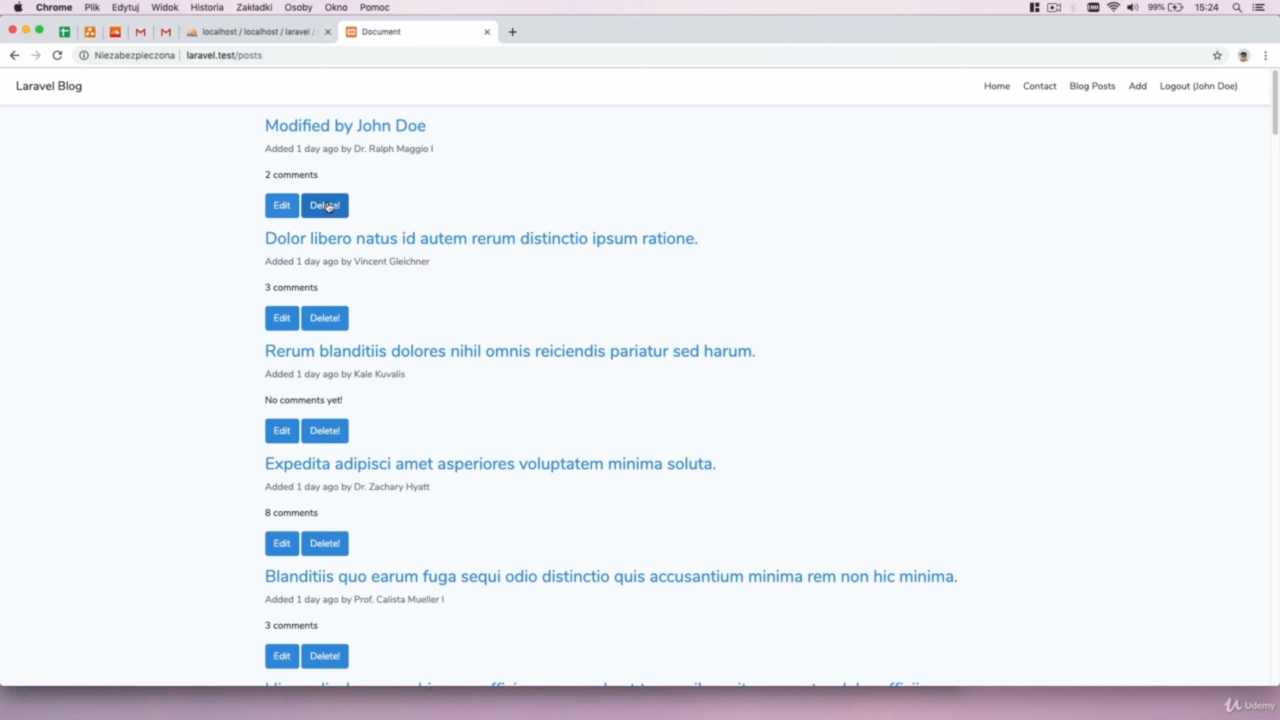 Chrome Plik Edytuj Widok Historia Zakładki Osoby Okno Pomoc 99% 15:24
localhost / localhost / laravel / Document
Niezabezpieczona laravel.test/posts
Laravel Blog Home Contact Blog Posts Add Logout (John Doe)
Modified by John Doe
Added 1 day ago by Dr. Ralph Maggio I
2 comments
Edit Delete!
Dolor libero natus id autem rerum distinctio ipsum ratione.
Added 1 day ago by Vincent Gleichner
3 comments
Edit Delete!
Rerum blanditiis dolores nihil omnis reiciendis pariatur sed harum.
Added 1 day ago by Kale Kuvalis
No comments yet!
Edit Delete!
Expedita adipisci amet asperiores voluptatem minima soluta.
Added 1 day ago by Dr. Zachary Hyatt
8 comments
Edit Delete!
Blanditiis quo earum fuga sequi odio distinctio quis accusantium minima rem non hic minima.
Added 1 day ago by Prof. Calista Mueller I
3 comments
Edit Delete!
Udemy